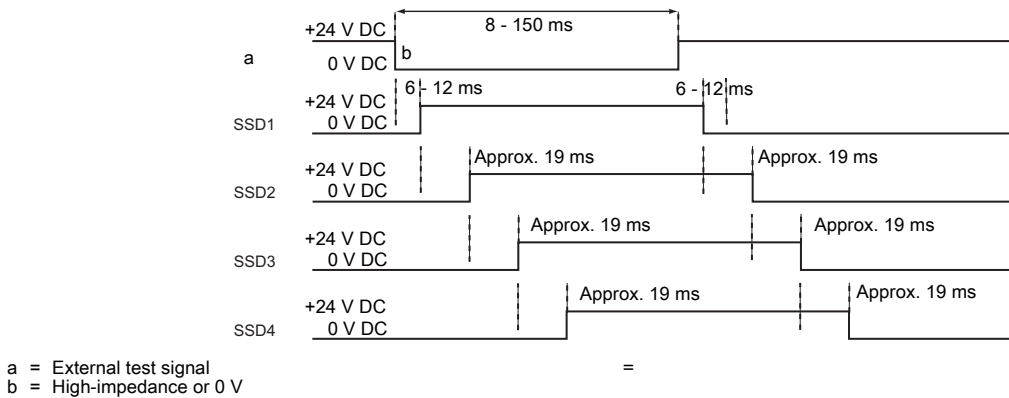 +24 V DC
8 - 150 ms
a
b
0 V DC
6 - 12 ms
6 - 12 ms
+24 V DC
SSD1
0 V DC
Approx. 19 ms
Approx. 19 ms
+24 V DC
SSD2
0 V DC
Approx. 19 ms
Approx. 19 ms
+24 V DC
SSD3
0 V DC
Approx. 19 ms
Approx. 19 ms
+24 V DC
SSD4
0 V DC
a = External test signal =
b = High-impedance or 0 V